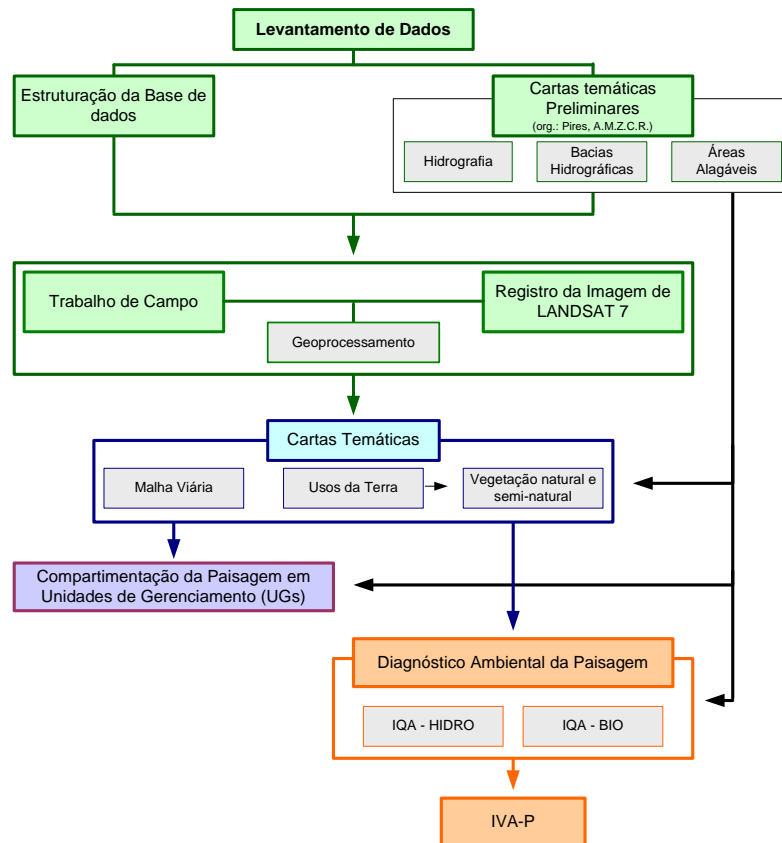 Levantamento de Dados
Estruturação da Base de
dados
Cartas temáticas
Preliminares
(org.: Pires, A.M.Z.C.R.)
Hidrografia
Bacias
Hidrográficas
Áreas
Alagáveis
Trabalho de Campo
Registro da Imagem de
LANDSAT 7
Geoprocessamento
Cartas Temáticas
Malha Viária
Usos da Terra
Vegetação natural e
semi-natural
Compartimentação da Paisagem em
Unidades de Gerenciamento (UGs)
Diagnóstico Ambiental da Paisagem
IQA - HIDRO
IQA - BIO
IVA-P